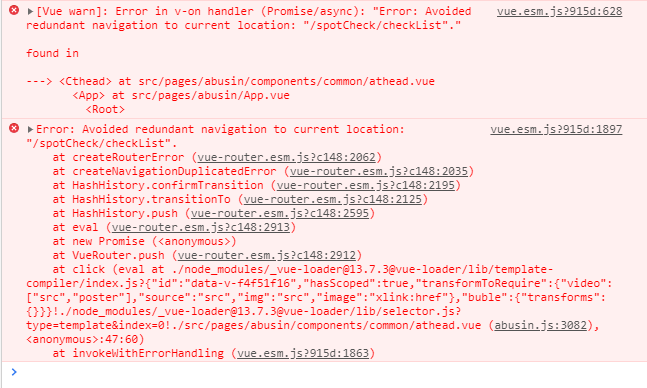 [Vue warn]: Error in v-on handler (Promise/async): "Error: Avoided vue.esm.js?915d:628
redundant navigation to current location: "/spotCheck/checkList"."
found in
---> <Cthead> at src/pages/abusin/components/common/athead.vue
<App> at src/pages/abusin/App.vue
<Root>
Error: Avoided redundant navigation to current location: vue.esm.js?915d:1897
"/spotCheck/checkList".
at createRouterError (vue-router.esm.js?c148:2062)
at createNavigationDuplicatedError (vue-router.esm.js?c148:2035)
at HashHistory.confirmTransition (vue-router.esm.js?c148:2195)
at HashHistory.transitionTo (vue-router.esm.js?c148:2125)
at HashHistory.push (vue-router.esm.js?c148:2595)
at eval (vue-router.esm.js?c148:2913)
at new Promise (<anonymous>)
at VueRouter.push (vue-router.esm.js?c148:2912)
at click (eval at ./node_modules/_vue-loader@13.7.3@vue-loader/lib/template-
compiler/index.js?{"id":"data-v-f4f51f16","hasScoped":true,"transformToRequire":{"video":
["src","poster"],"source":"src","img":"src","image":"xlink:href"},"buble":{"transforms":
{}}}!./node_modules/_vue-loader@13.7.3@vue-loader/lib/selector.js?
type=template&index=0!./src/pages/abusin/components/common/athead.vue (abusin.js:3082),
<anonymous>:47:60)
at invokeWithErrorHandling (vue.esm.js?915d:1863)